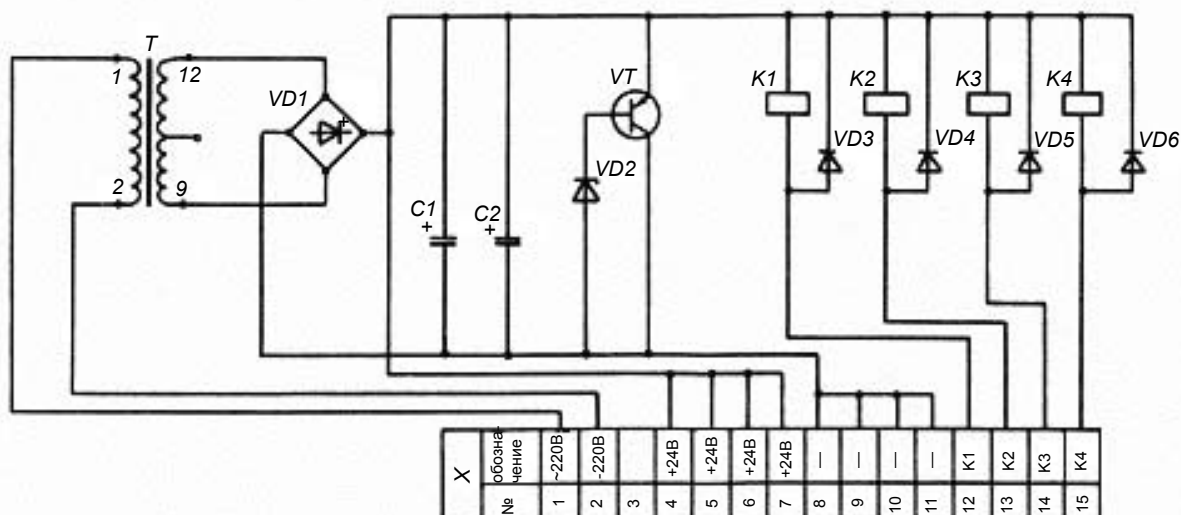 T
1
12
2
9
VD1
+
C1
+
C2
+
VT
VD2
K1
VD3
K2
VD4
K3
VD5
K4
VD6
X
№
обозна-
чение
1
~220В
2
-220В
3
4
+24В
5
+24В
6
+24В
7
+24В
8
—
9
—
10
—
11
—
12
K1
13
K2
14
K3
15
K4